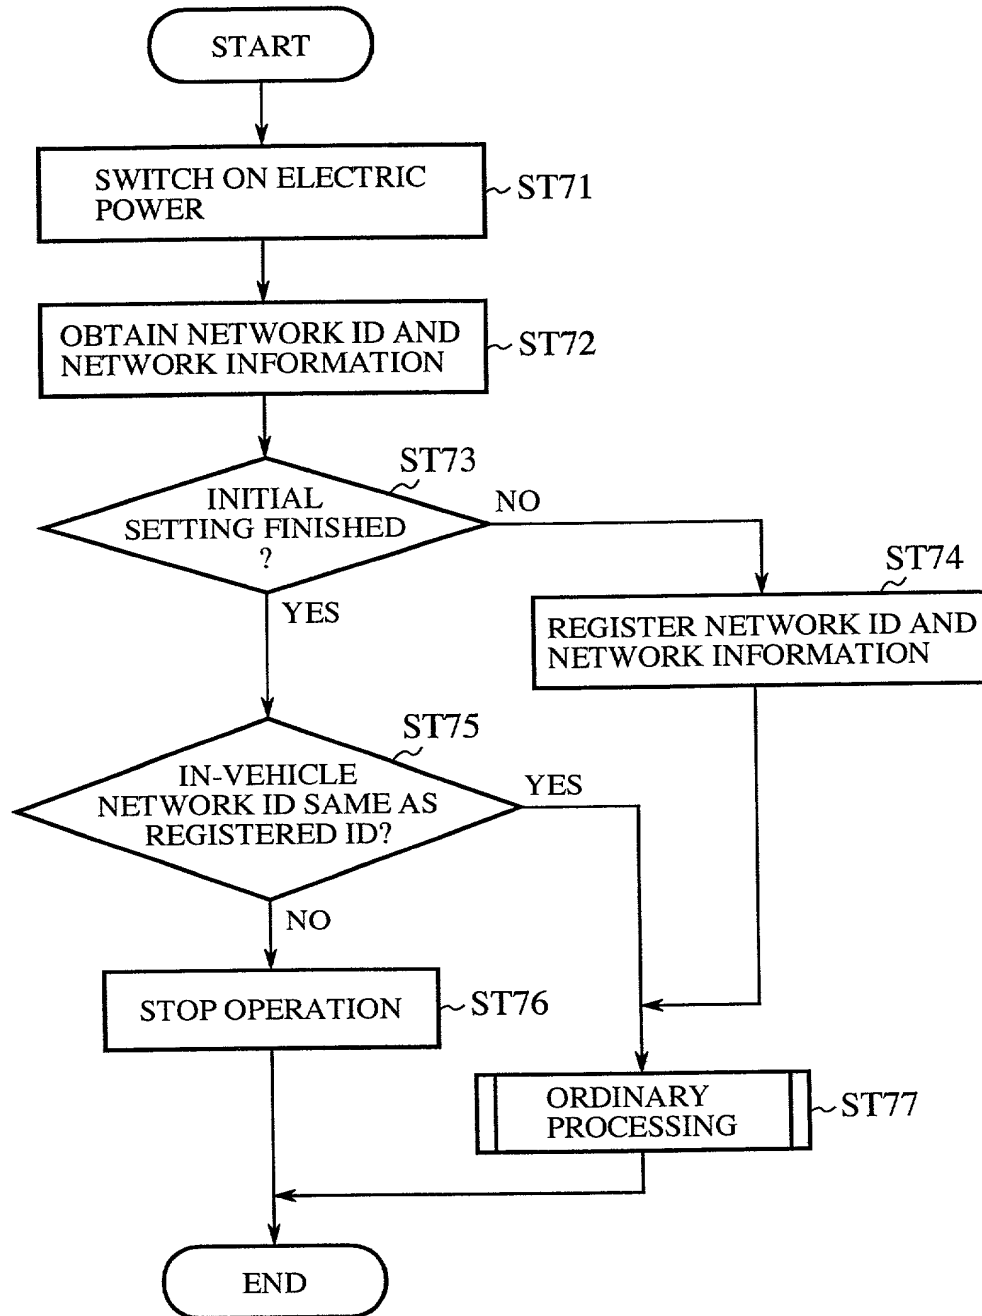 START
SWITCH ON ELECTRIC
POWER
ST71
OBTAIN NETWORK ID AND
NETWORK INFORMATION
ST72
ST73
INITIAL
SETTING FINISHED
?
NO
YES
ST74
REGISTER NETWORK ID AND
NETWORK INFORMATION
ST75
IN-VEHICLE
NETWORK ID SAME AS
REGISTERED ID?
YES
NO
STOP OPERATION
ST76
ORDINARY
PROCESSING
ST77
END